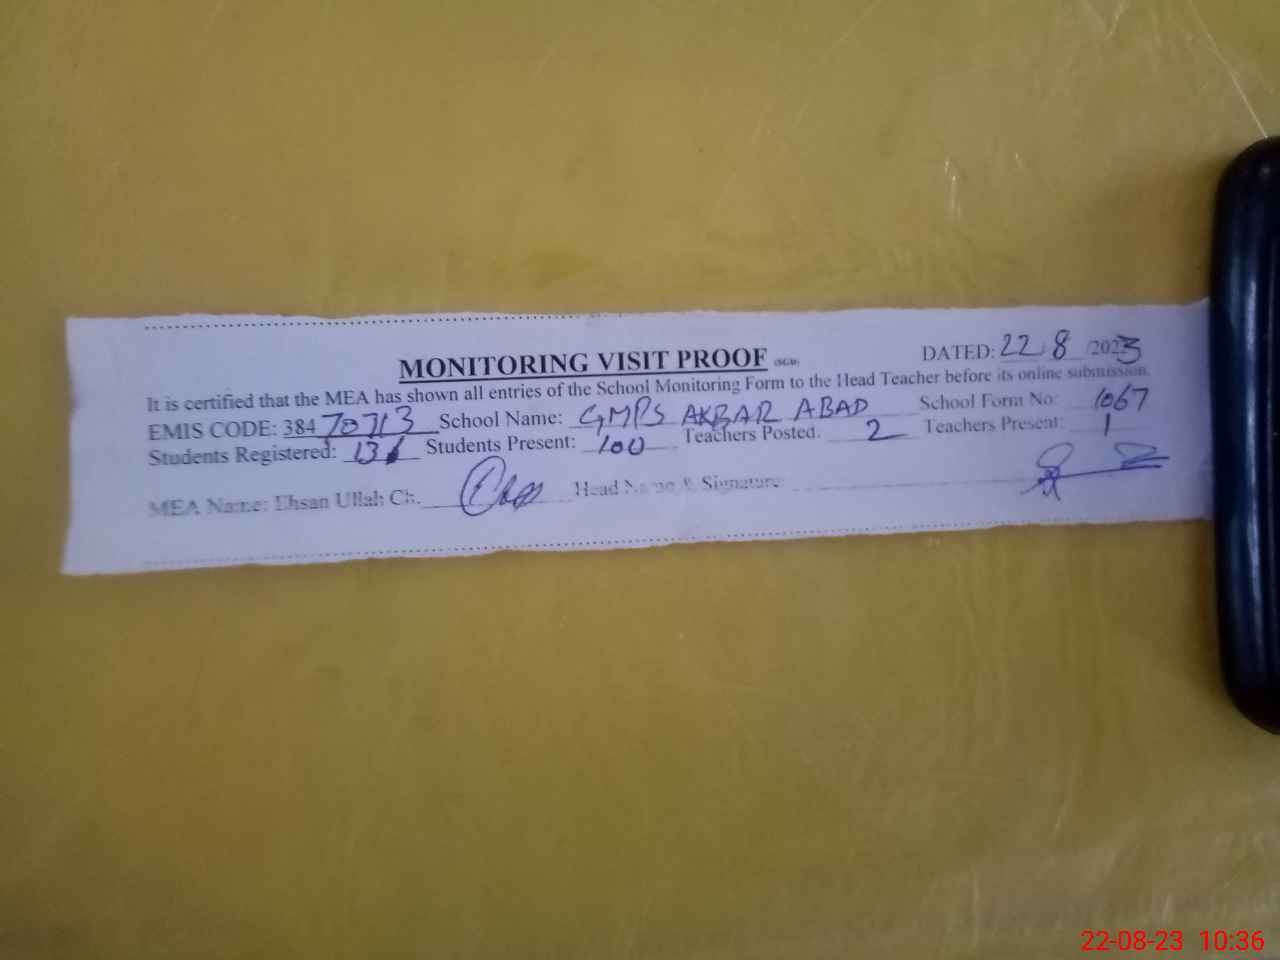 MONITORING VISIT PROOF (SGD)
DATED: 22/8/2023
It is certified that the MEA has shown all entries of the School Monitoring Form to the Head Teacher before its online submission.
EMIS CODE: 38470713 School Name: GMPS AKBAR ABAD School Form No: 1067
Students Registered: Students Present: 100 Teachers Posted. 2 Teachers Present: 1
MEA Name: Ehsan Ullah Ch. Head Name & Signature
22-08-23 10:36